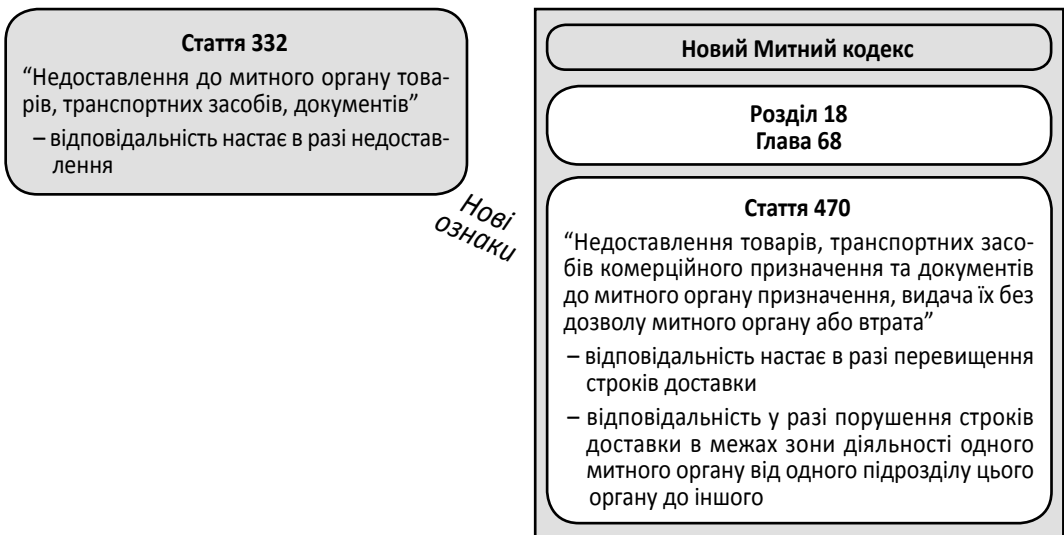 Стаття 332
“Недоставлення до митного органу това-
рів, транспортних засобів, документів”
– відповідальність настає в разі недостав-
лення
Нові
ознаки
Новий Митний кодекс
Розділ 18
Глава 68
Стаття 470
“Недоставлення товарів, транспортних засо-
бів комерційного призначення та документів
до митного органу призначення, видача їх без
дозволу митного органу або втрата”
– відповідальність настає в разі перевищення
строків доставки
– відповідальність у разі порушення строків
доставки в межах зони діяльності одного
митного органу від одного підрозділу цього
органу до іншого